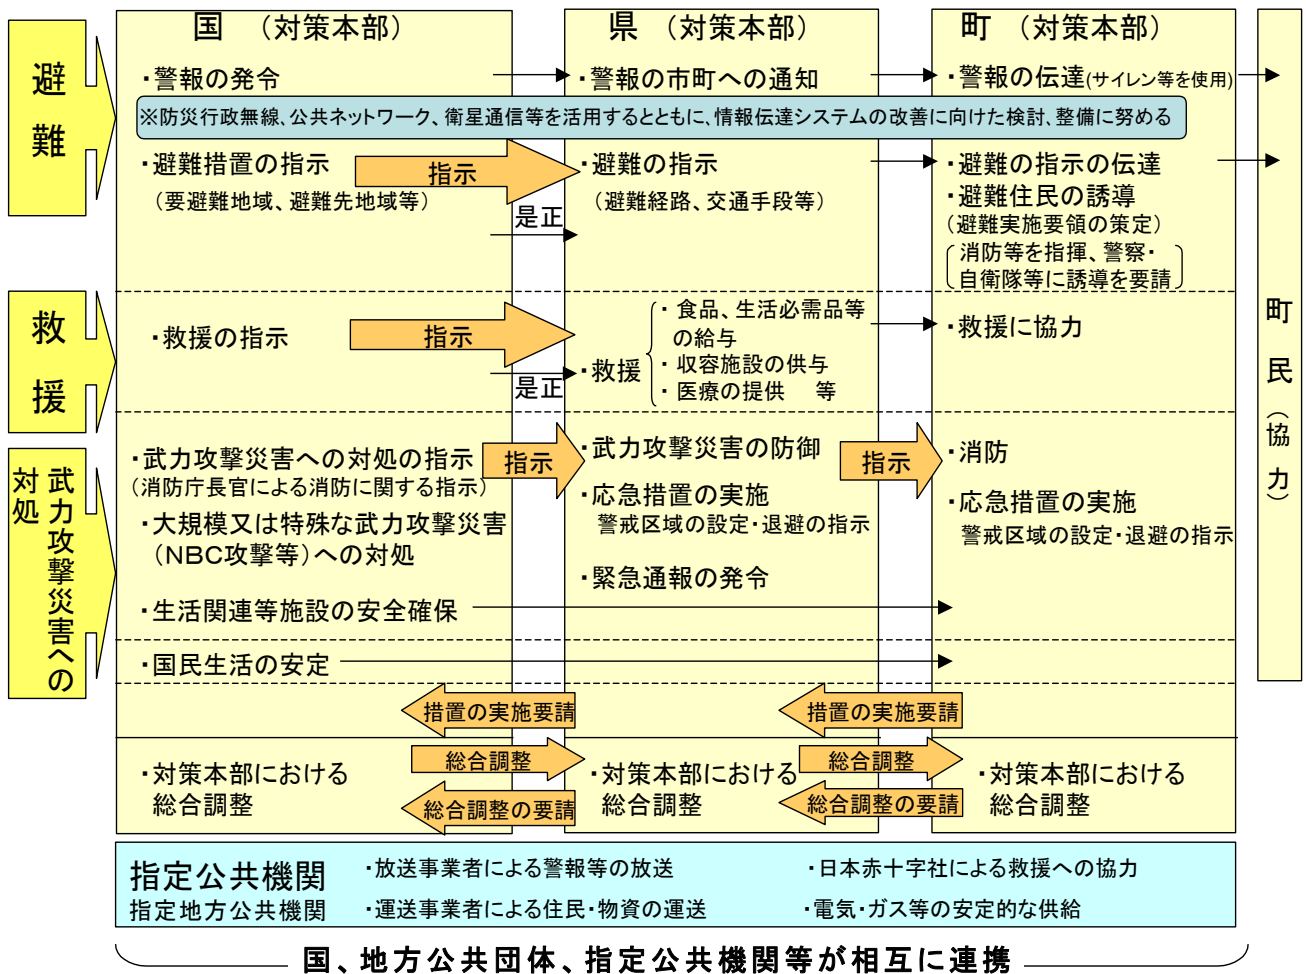 国 (対策本部)
県 (対策本部)
町 (対策本部)
避難
・警報の発令
・警報の市町への通知
・警報の伝達(サイレン等を使用)
※防災行政無線、公共ネットワーク、衛星通信等を活用するとともに、情報伝達システムの改善に向けた検討、整備に努める
・避難措置の指示
(要避難地域、避難先地域等)
指示
是正
・避難の指示
(避難経路、交通手段等)
・避難の指示の伝達
・避難住民の誘導
(避難実施要領の策定)
消防等を指揮、警察・
自衛隊等に誘導を要請
救援
・救援の指示
指示
是正
・救援
・食品、生活必需品等
の給与
・収容施設の供与
・医療の提供 等
・救援に協力
町民(協力)
武力攻撃災害への
対処
・武力攻撃災害への対処の指示
(消防庁長官による消防に関する指示)
・大規模又は特殊な武力攻撃災害
(NBC攻撃等)への対処
・生活関連等施設の安全確保
指示
・武力攻撃災害の防御
・応急措置の実施
警戒区域の設定・退避の指示
・緊急通報の発令
指示
・消防
・応急措置の実施
警戒区域の設定・退避の指示
・国民生活の安定
措置の実施要請
措置の実施要請
・対策本部における
総合調整
総合調整
総合調整の要請
・対策本部における
総合調整
総合調整
総合調整の要請
・対策本部における
総合調整
指定公共機関
指定地方公共機関
・放送事業者による警報等の放送
・日本赤十字社による救援への協力
・運送事業者による住民・物資の運送
・電気・ガス等の安定的な供給
国、地方公共団体、指定公共機関等が相互に連携